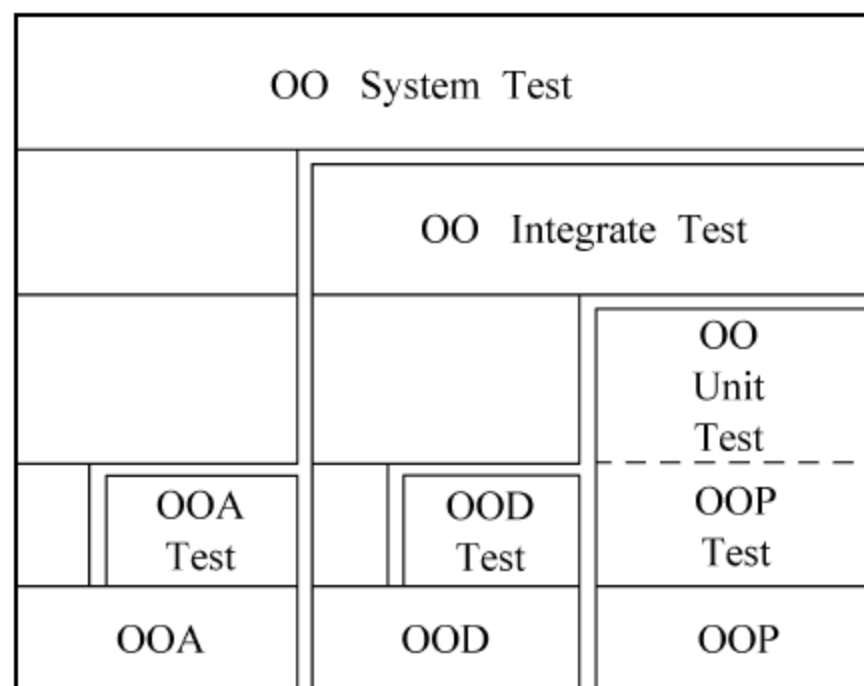 OO System Test
OO Integrate Test
OO
Unit
Test
OOA
Test
OOD
Test
OOP
Test
OOA
OOD
OOP